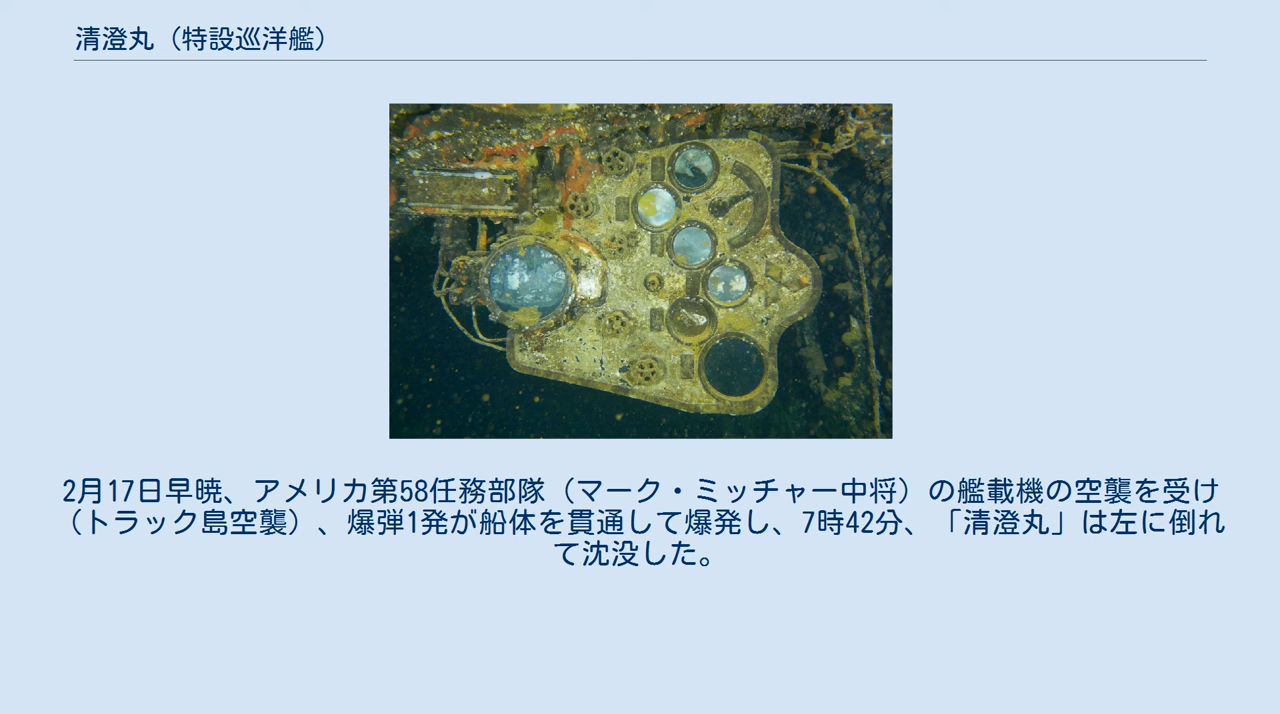 清澄丸（特設巡洋艦）
2月17日早暁、アメリカ第58任務部隊（マーク・ミッチャー中将）の艦載機の空襲を受け
（トラック島空襲）、爆弾1発が船体を貫通して爆発し、7時42分、「清澄丸」は左に倒れ
て沈没した。